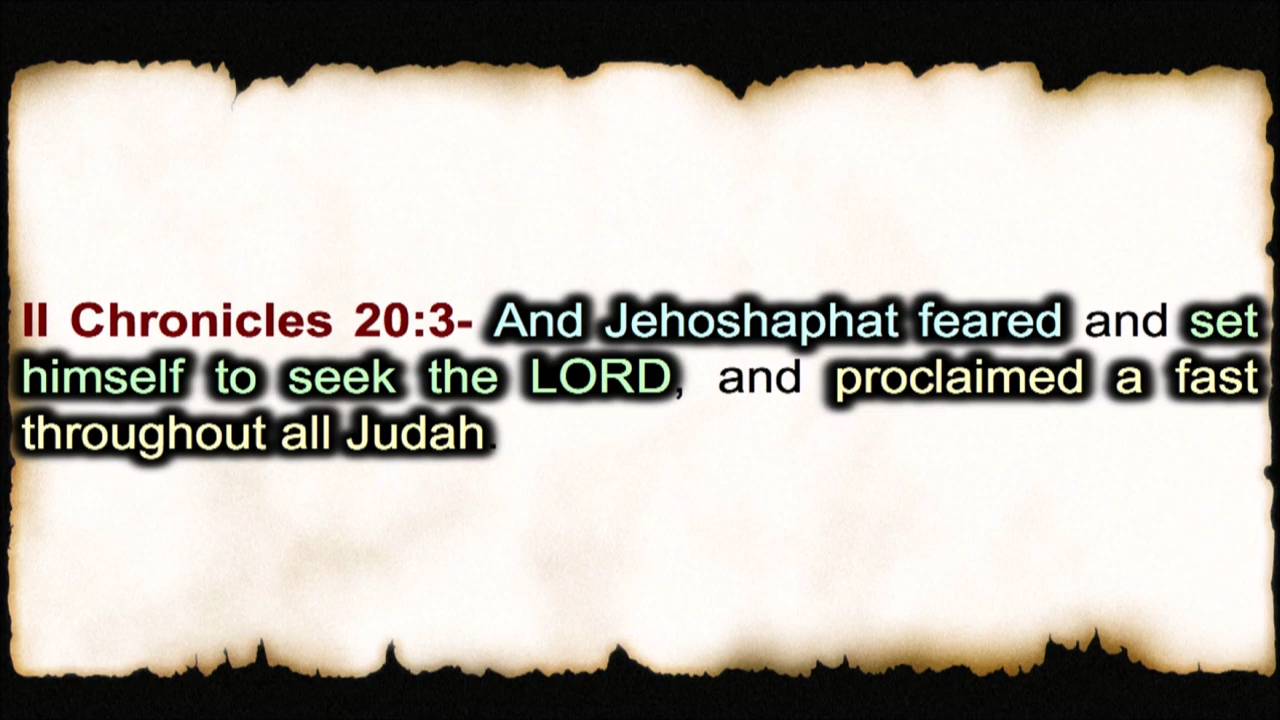 II Chronicles 20:3- And Jehoshaphat feared and set
himself to seek the LORD, and proclaimed a fast
throughout all Judah.